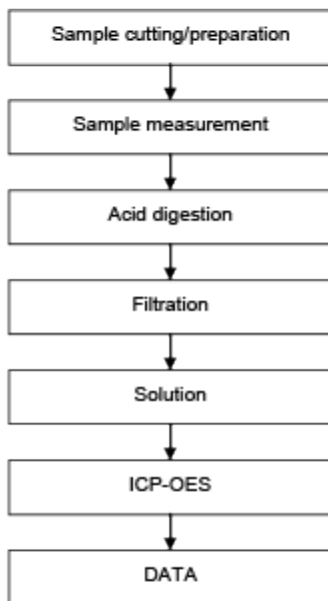 Sample cutting/preparation
Sample measurement
Acid digestion
Filtration
Solution
ICP-OES
DATA